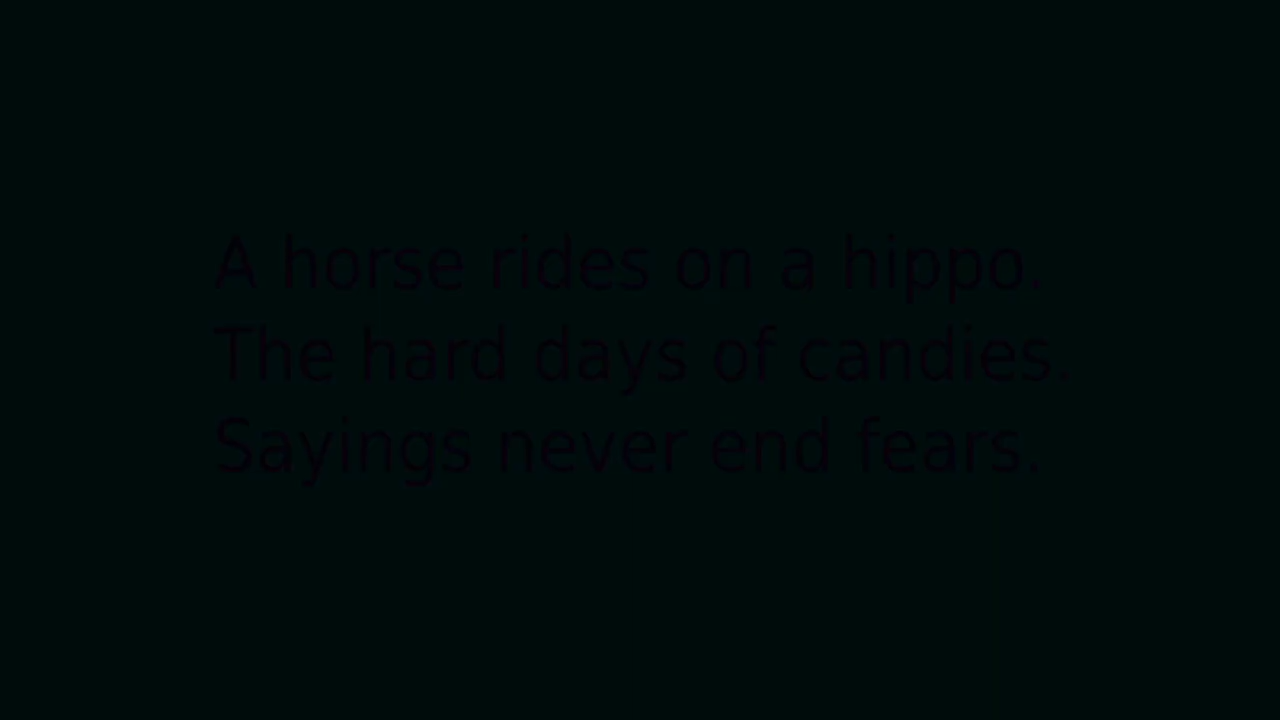 A horse rides on a hippo.
The hard days of candies.
Sayings never end fears.